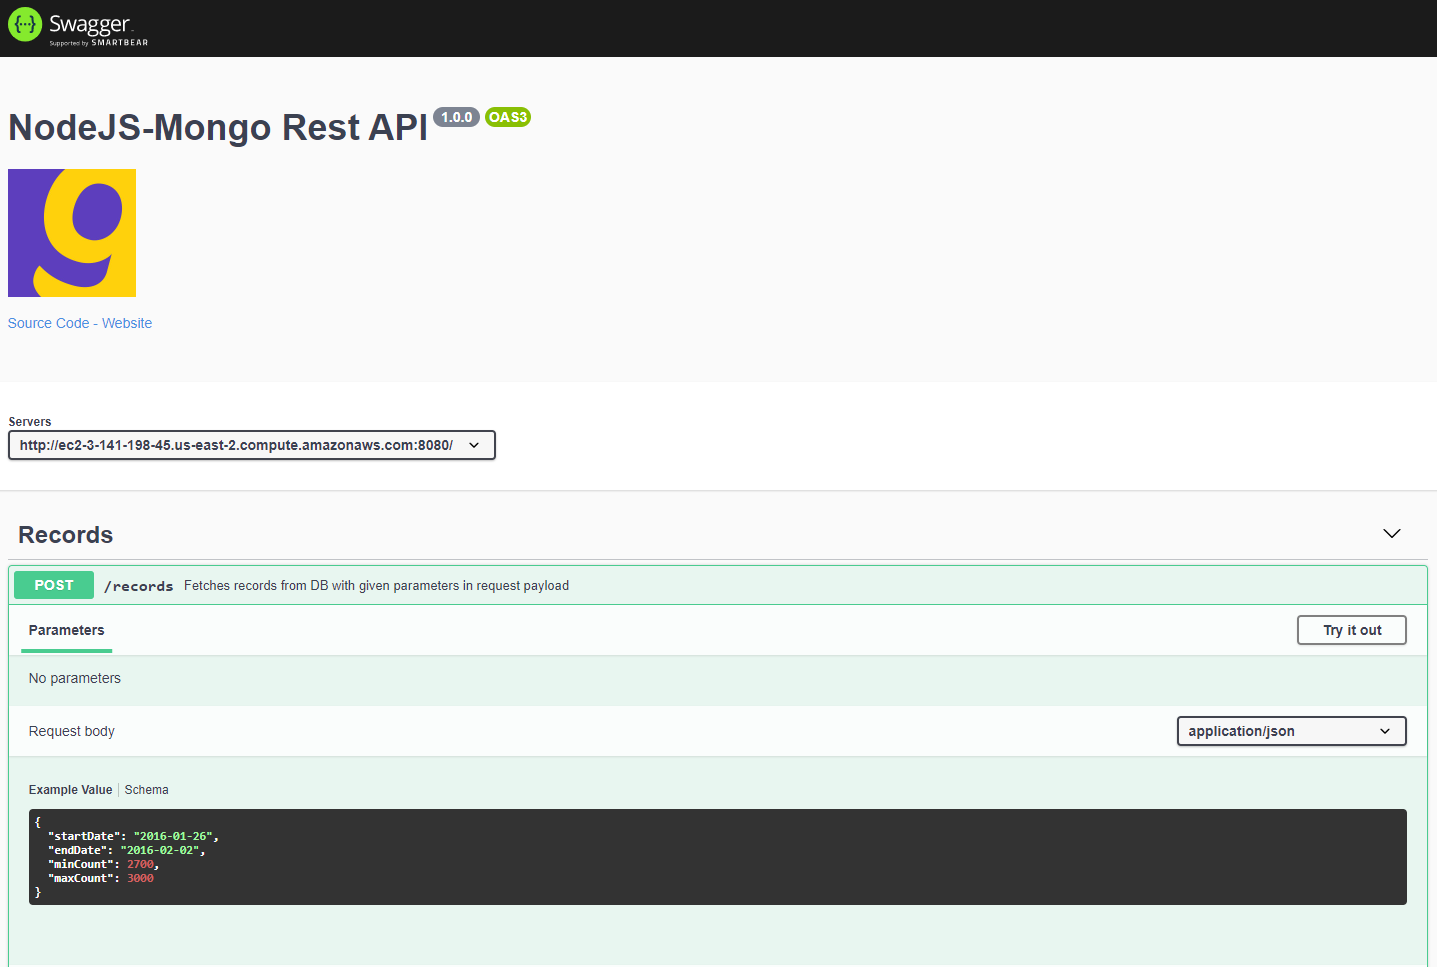 Swagger
Supported by SMARTBEAR
NodeJS-Mongo Rest API 1.0.0 OAS3
Source Code - Website
Servers
http://ec2-3-141-198-45.us-east-2.compute.amazonaws.com:8080/
Records
POST /records Fetches records from DB with given parameters in request payload
Parameters Try it out
No parameters
Request body application/json
Example Value Schema
{
"startDate": "2016-01-26",
"endDate": "2016-02-02",
"minCount": 2700,
"maxCount": 3000
}